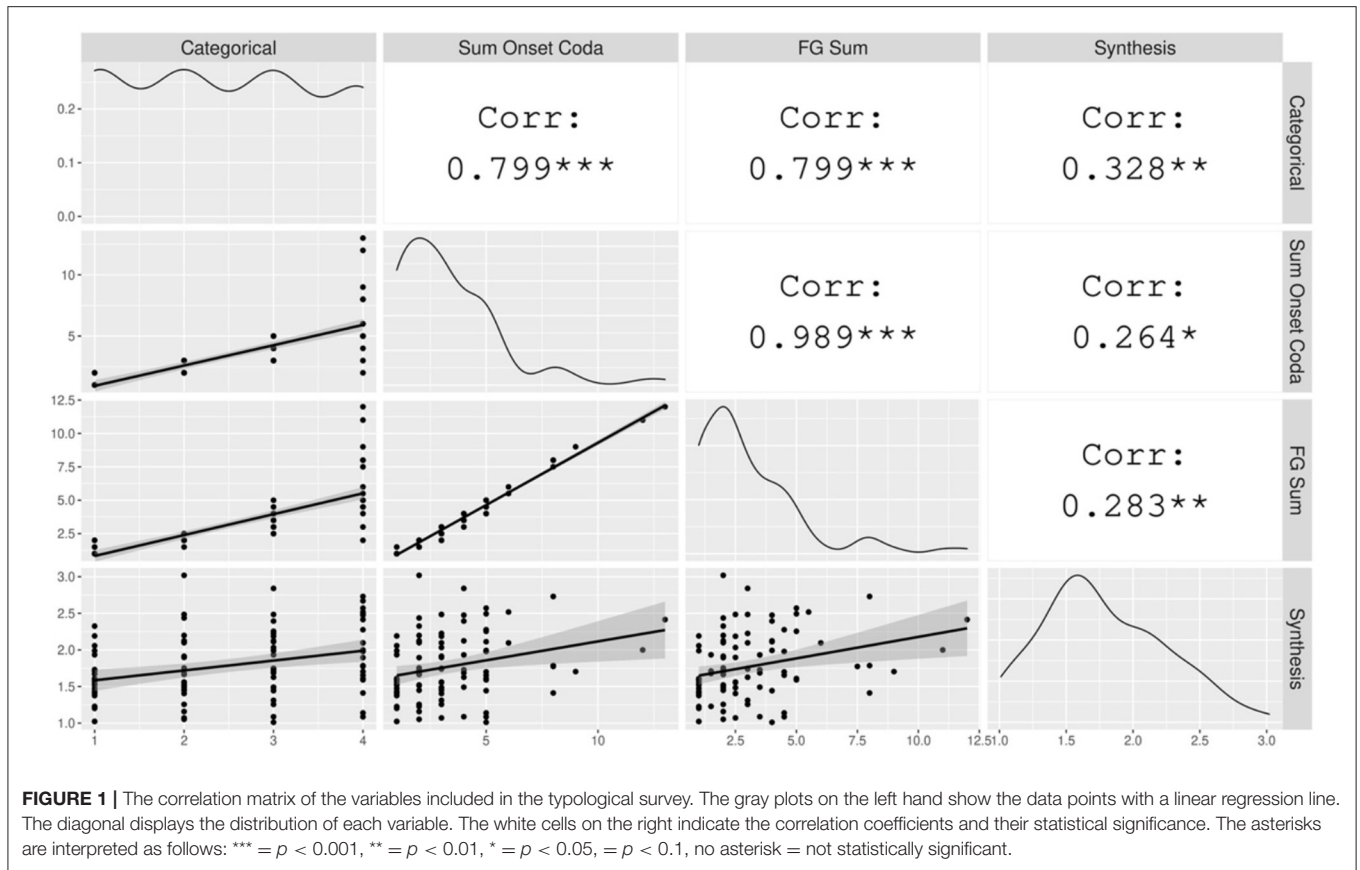 Categorical Sum Onset Coda FG Sum Synthesis
0.2
0.1
0.0
Corr:
0.799***
Corr:
0.799***
Corr:
0.328**
Categorical
10
5
Corr:
0.989***
Corr:
0.264*
Sum Onset Coda
12.5
10.0
7.5
5.0
2.5
Corr:
0.283**
FG Sum
3.0
2.5
2.0
1.5
1.0
Synthesis
1 2 3 4 5 10 2.5 5.0 7.5 10.0 12.51.0 1.5 2.0 2.5 3.0
FIGURE 1 | The correlation matrix of the variables included in the typological survey. The gray plots on the left hand show the data points with a linear regression line.
The diagonal displays the distribution of each variable. The white cells on the right indicate the correlation coefficients and their statistical significance. The asterisks
are interpreted as follows: *** = p < 0.001, ** = p < 0.01, * = p < 0.05, = p < 0.1, no asterisk = not statistically significant.